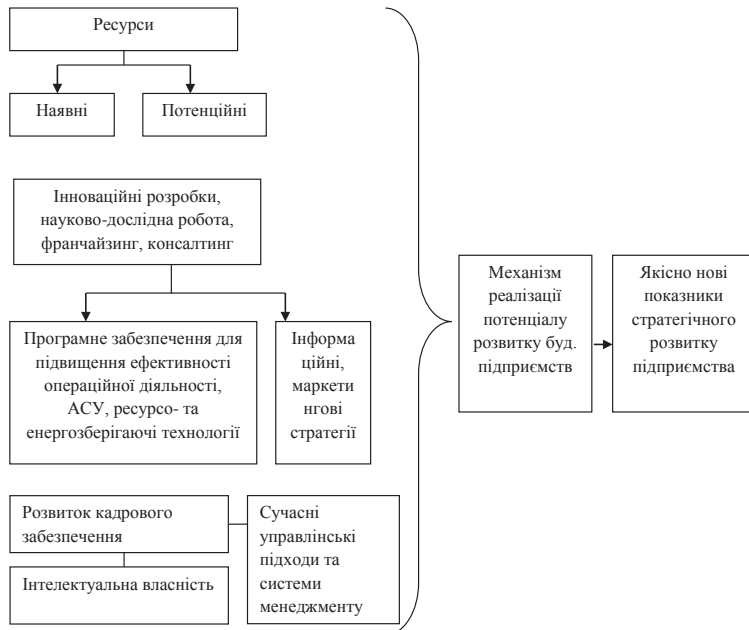 Ресурси
Наявні
Потенційні
Інноваційні розробки,
науково-дослідна робота,
франчайзинг, консалтинг
Програмне забезпечення для
підвищення ефективності
операційної діяльності,
АСУ, ресурсо- та
енергозберігаючі технології
Інформа
ційні,
маркети
нгові
стратегії
Розвиток кадрового
забезпечення
Інтелектуальна власність
Сучасні
управлінські
підходи та
системи
менеджменту
Механізм
реалізації
потенціалу
розвитку буд.
підприємств
Якісно нові
показники
стратегічного
розвитку
підприємства